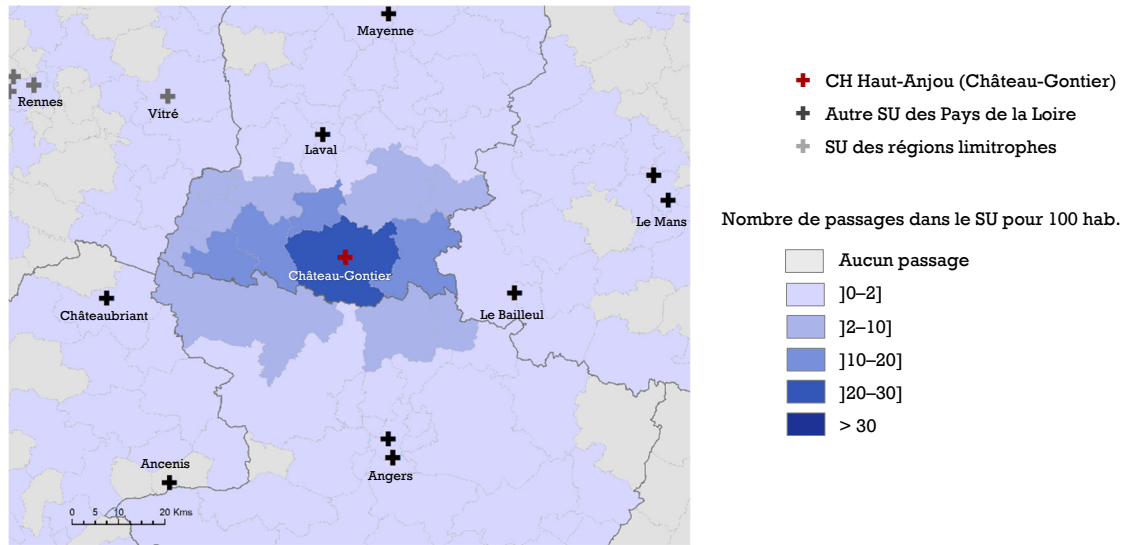 Mayenne
Rennes
Vitré
Laval
Le Mans
Château-Gontier
Châteaubriant
Le Bailleul
Ancenis
Angers
0 5 10 20 Kms
CH Haut-Anjou (Château-Gontier)
Autre SU des Pays de la Loire
SU des régions limitrophes
Nombre de passages dans le SU pour 100 hab.
Aucun passage
]0–2]
]2–10]
]10–20]
]20–30]
> 30